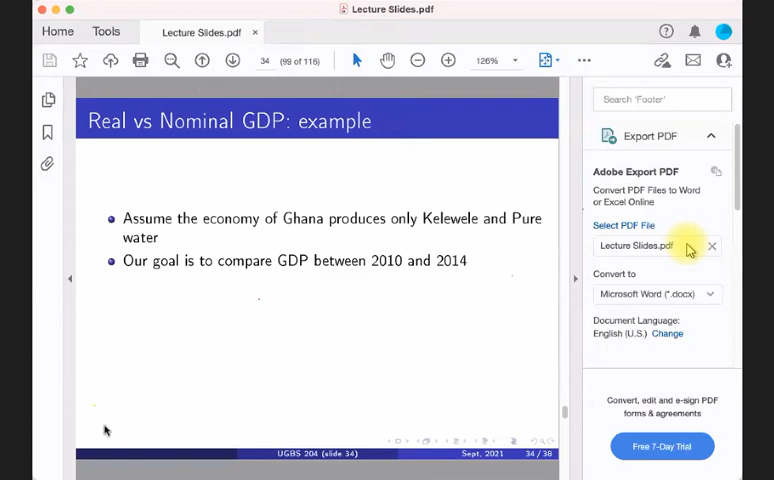 Lecture Slides.pdf
Home
Tools
Lecture Slides.pdf
34
(99 of 116)
126%
Real vs Nominal GDP: example
Assume the economy of Ghana produces only Kelewele and Pure
water
Our goal is to compare GDP between 2010 and 2014
UGBS 204 (slide 34)
Sept, 2021
34 / 38
Search 'Footer'
Export PDF
Adobe Export PDF
Convert PDF Files to Word
or Excel Online
Select PDF File
Lecture Slides.pdf
Convert to
Microsoft Word (*.docx)
Document Language:
English (U.S.) Change
Convert, edit and e-sign PDF
forms & agreements
Free 7-Day Trial